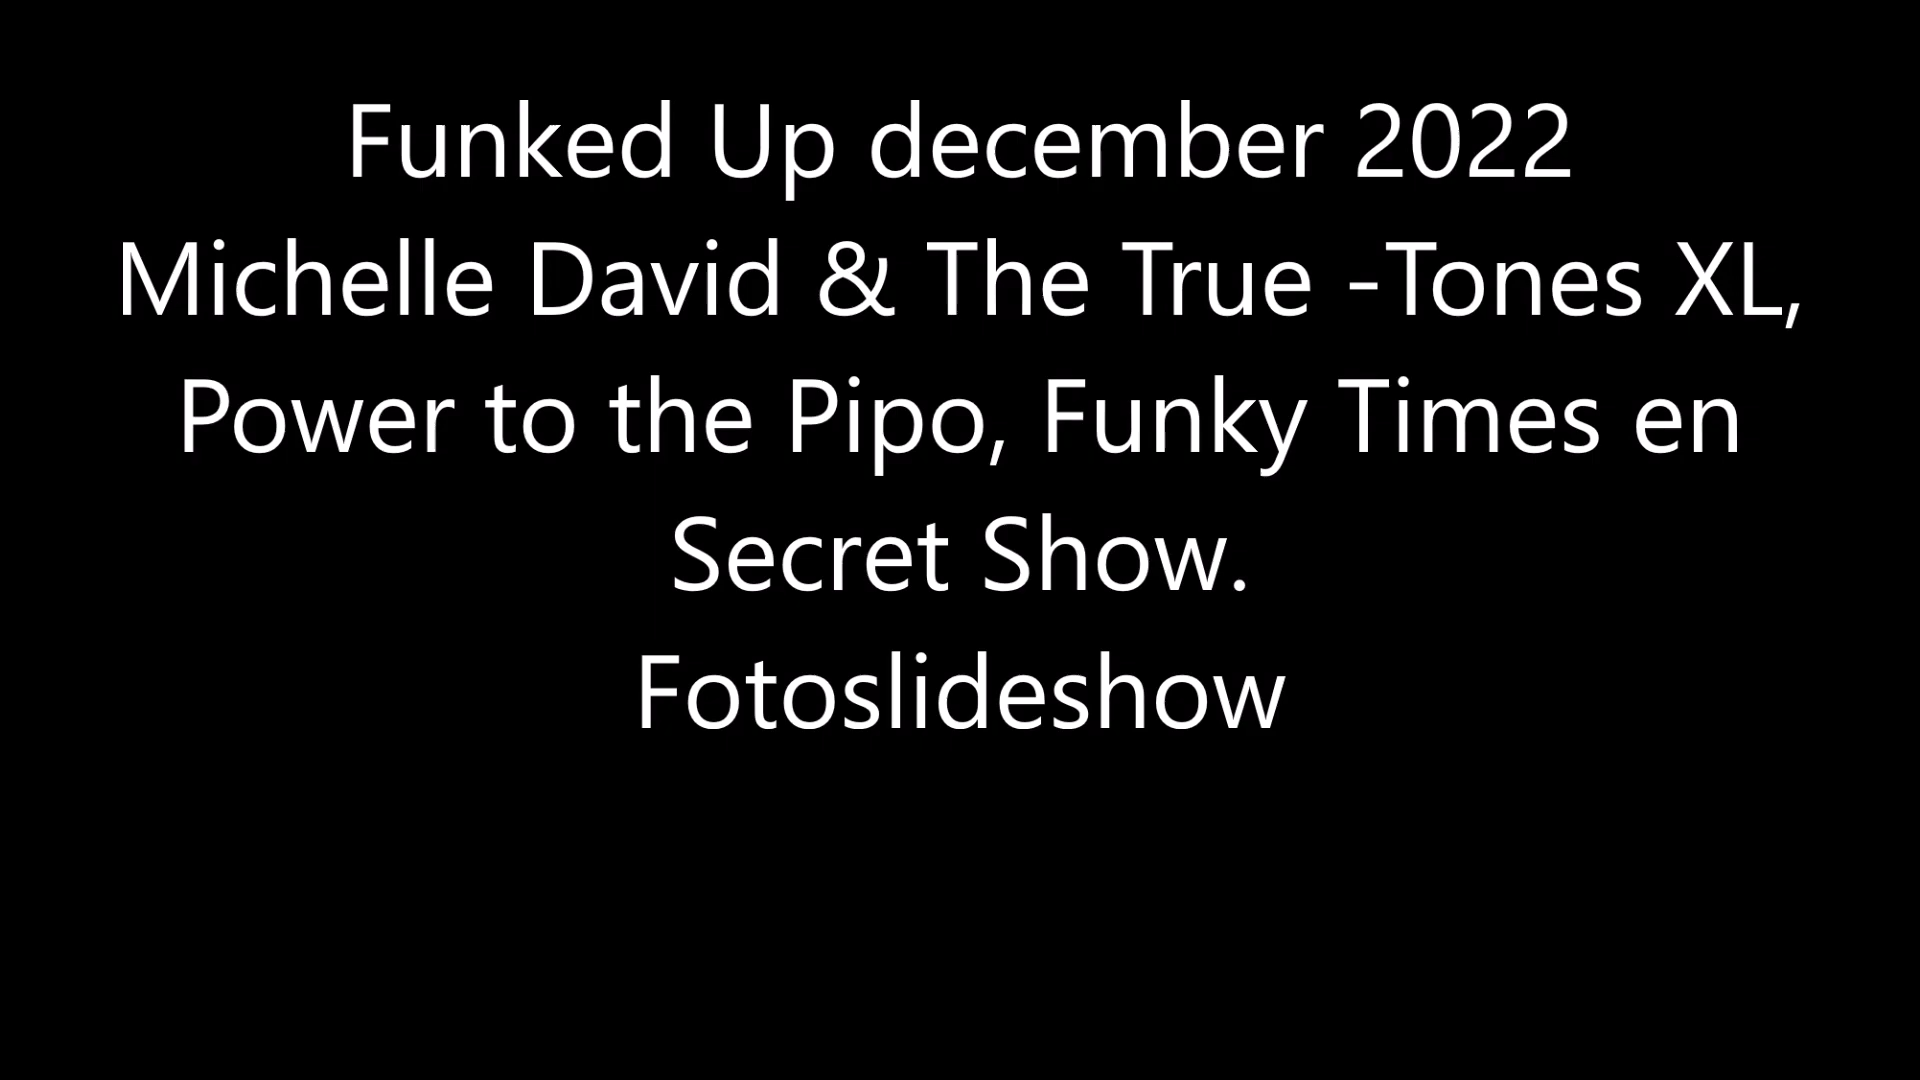 Funked Up december 2022
Michelle David & The True -Tones XL,
Power to the Pipo, Funky Times en
Secret Show.
Fotoslideshow